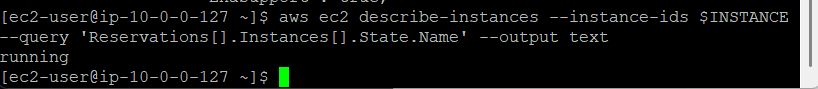 [ec2-user@ip-10-0-0-127 ~]$ aws ec2 describe-instances --instance-ids $INSTANCE
--query 'Reservations[].Instances[].State.Name' --output text
running
[ec2-user@ip-10-0-0-127 ~]$